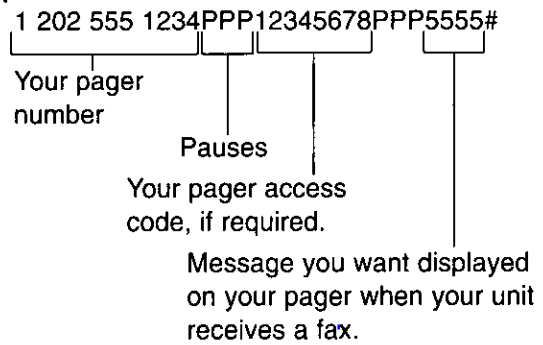 1 202 555 1234PPP12345678PPP5555#
Your pager
number
Pauses
Your pager access
code, if required.
Message you want displayed
on your pager when your unit
receives a fax.